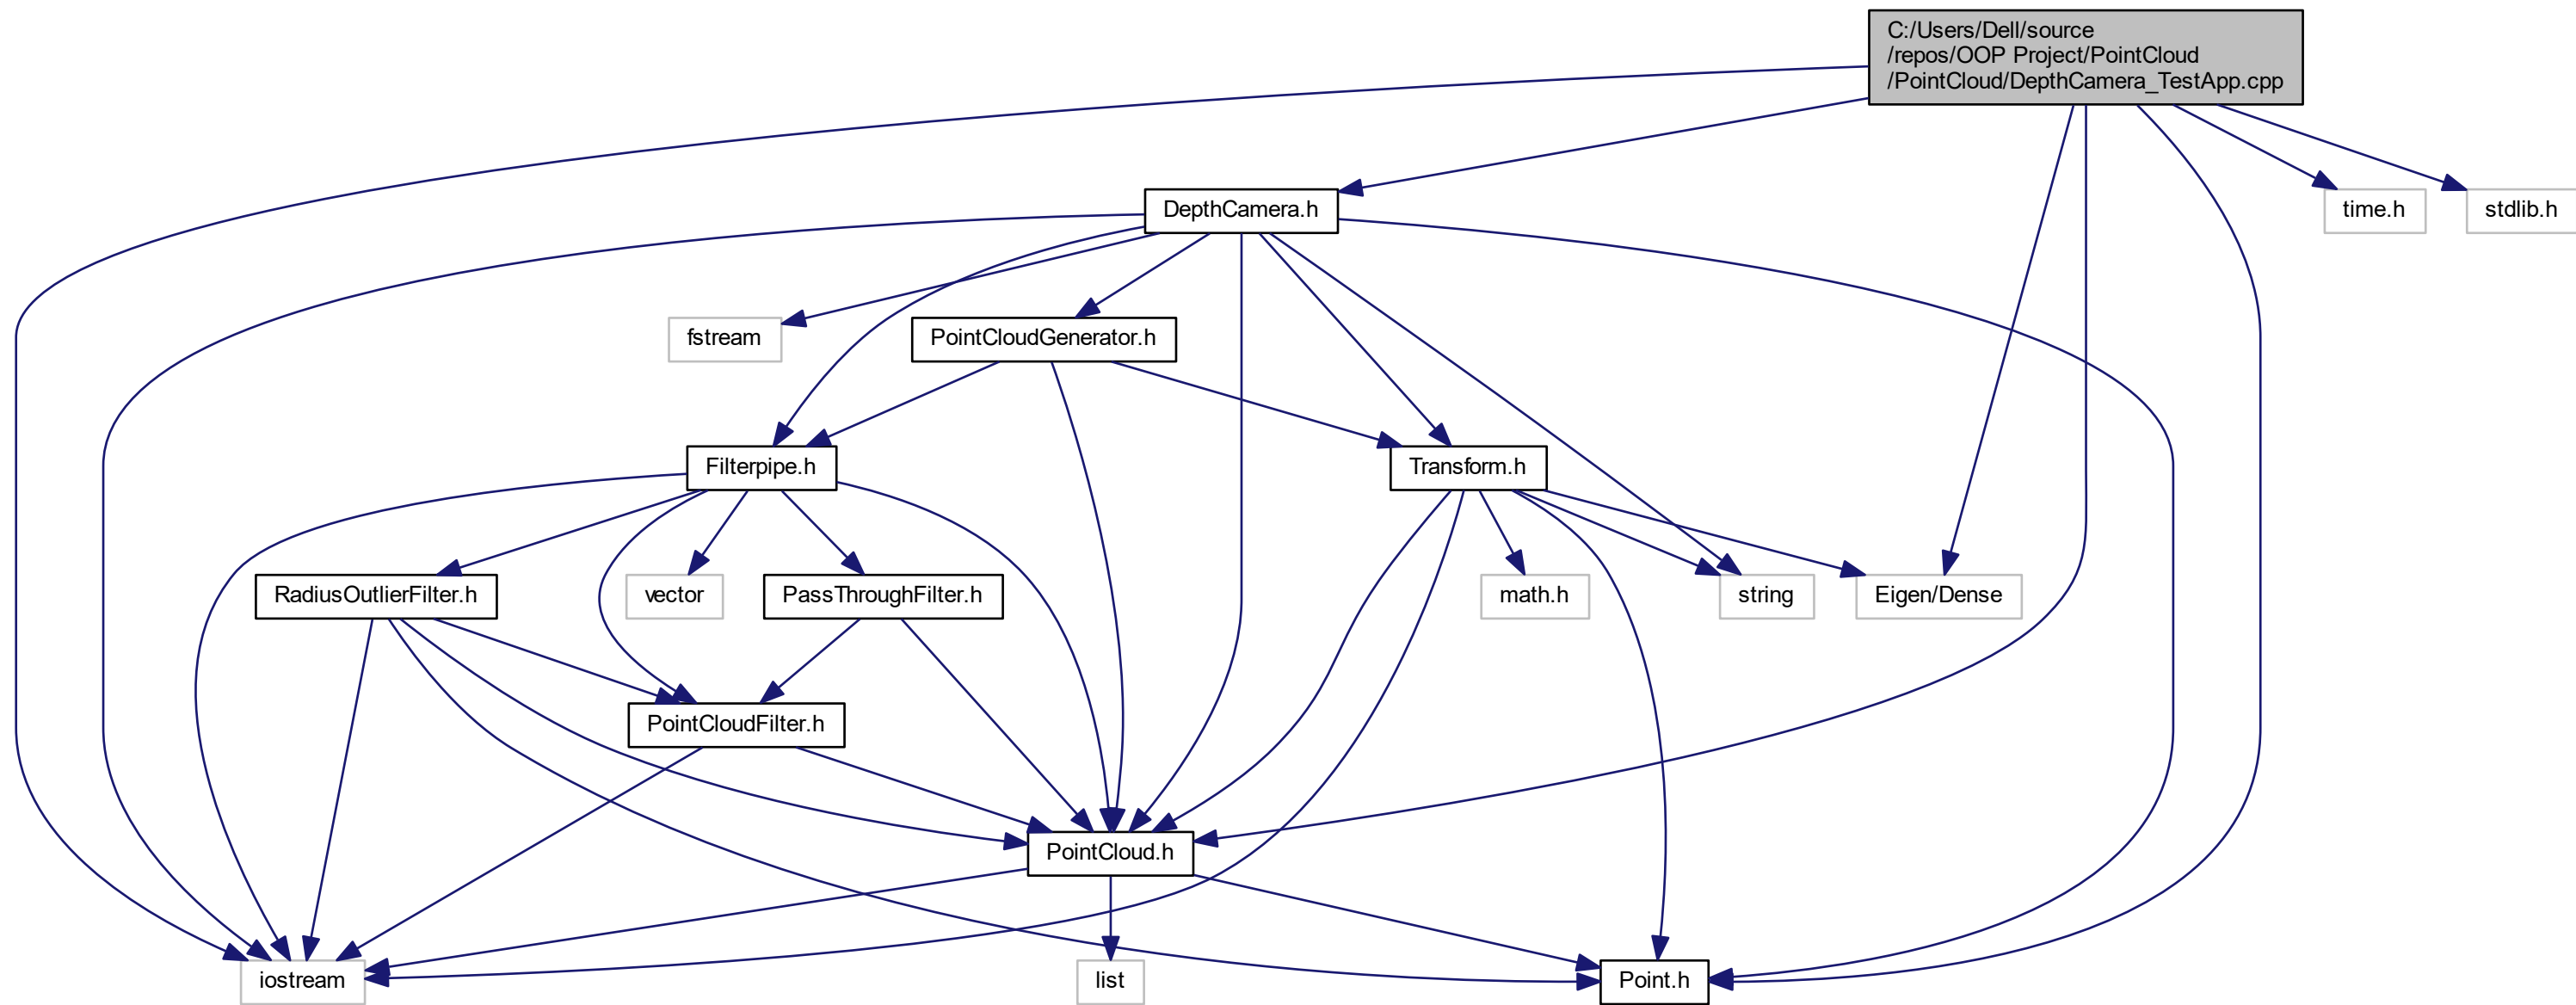 C:/Users/Dell/source
/repos/OOP Project/PointCloud
/PointCloud/DepthCamera_TestApp.cpp
DepthCamera.h
time.h
stdlib.h
fstream
PointCloudGenerator.h
Filterpipe.h
Transform.h
RadiusOutlierFilter.h
vector
PassThroughFilter.h
math.h
string
Eigen/Dense
PointCloudFilter.h
PointCloud.h
iostream
list
Point.h